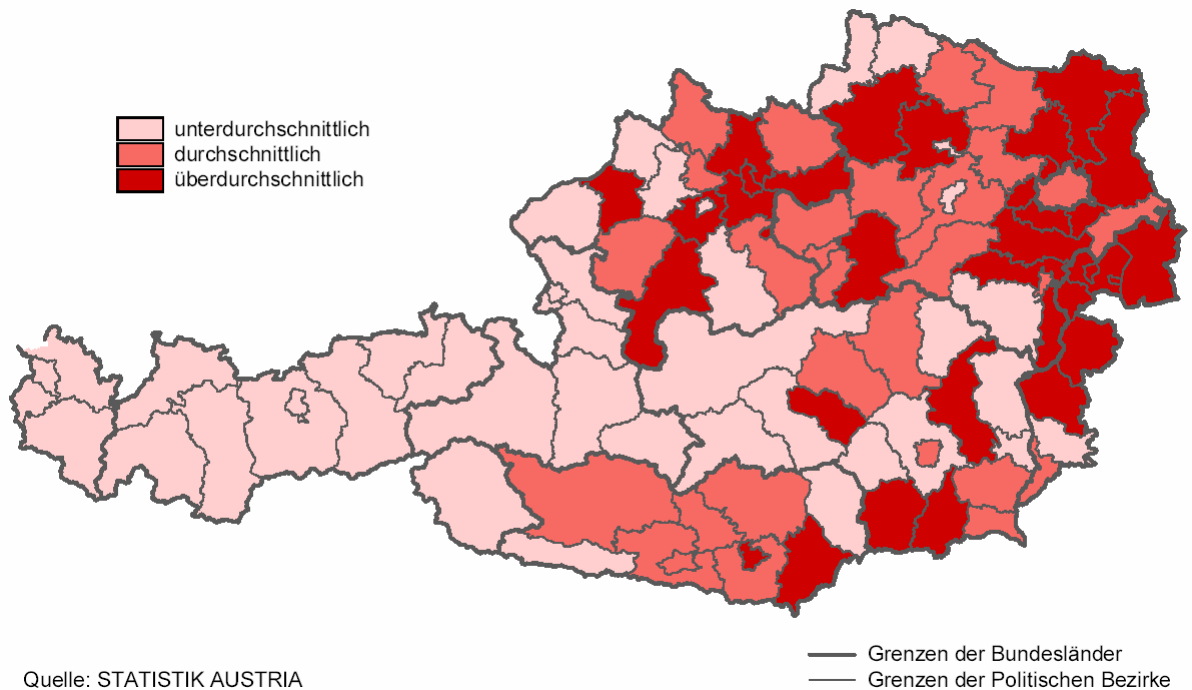 unterdurchschnittlich
durchschnittlich
überdurchschnittlich
Grenzen der Bundesländer
Quelle: STATISTIK AUSTRIA
Grenzen der Politischen Bezirke